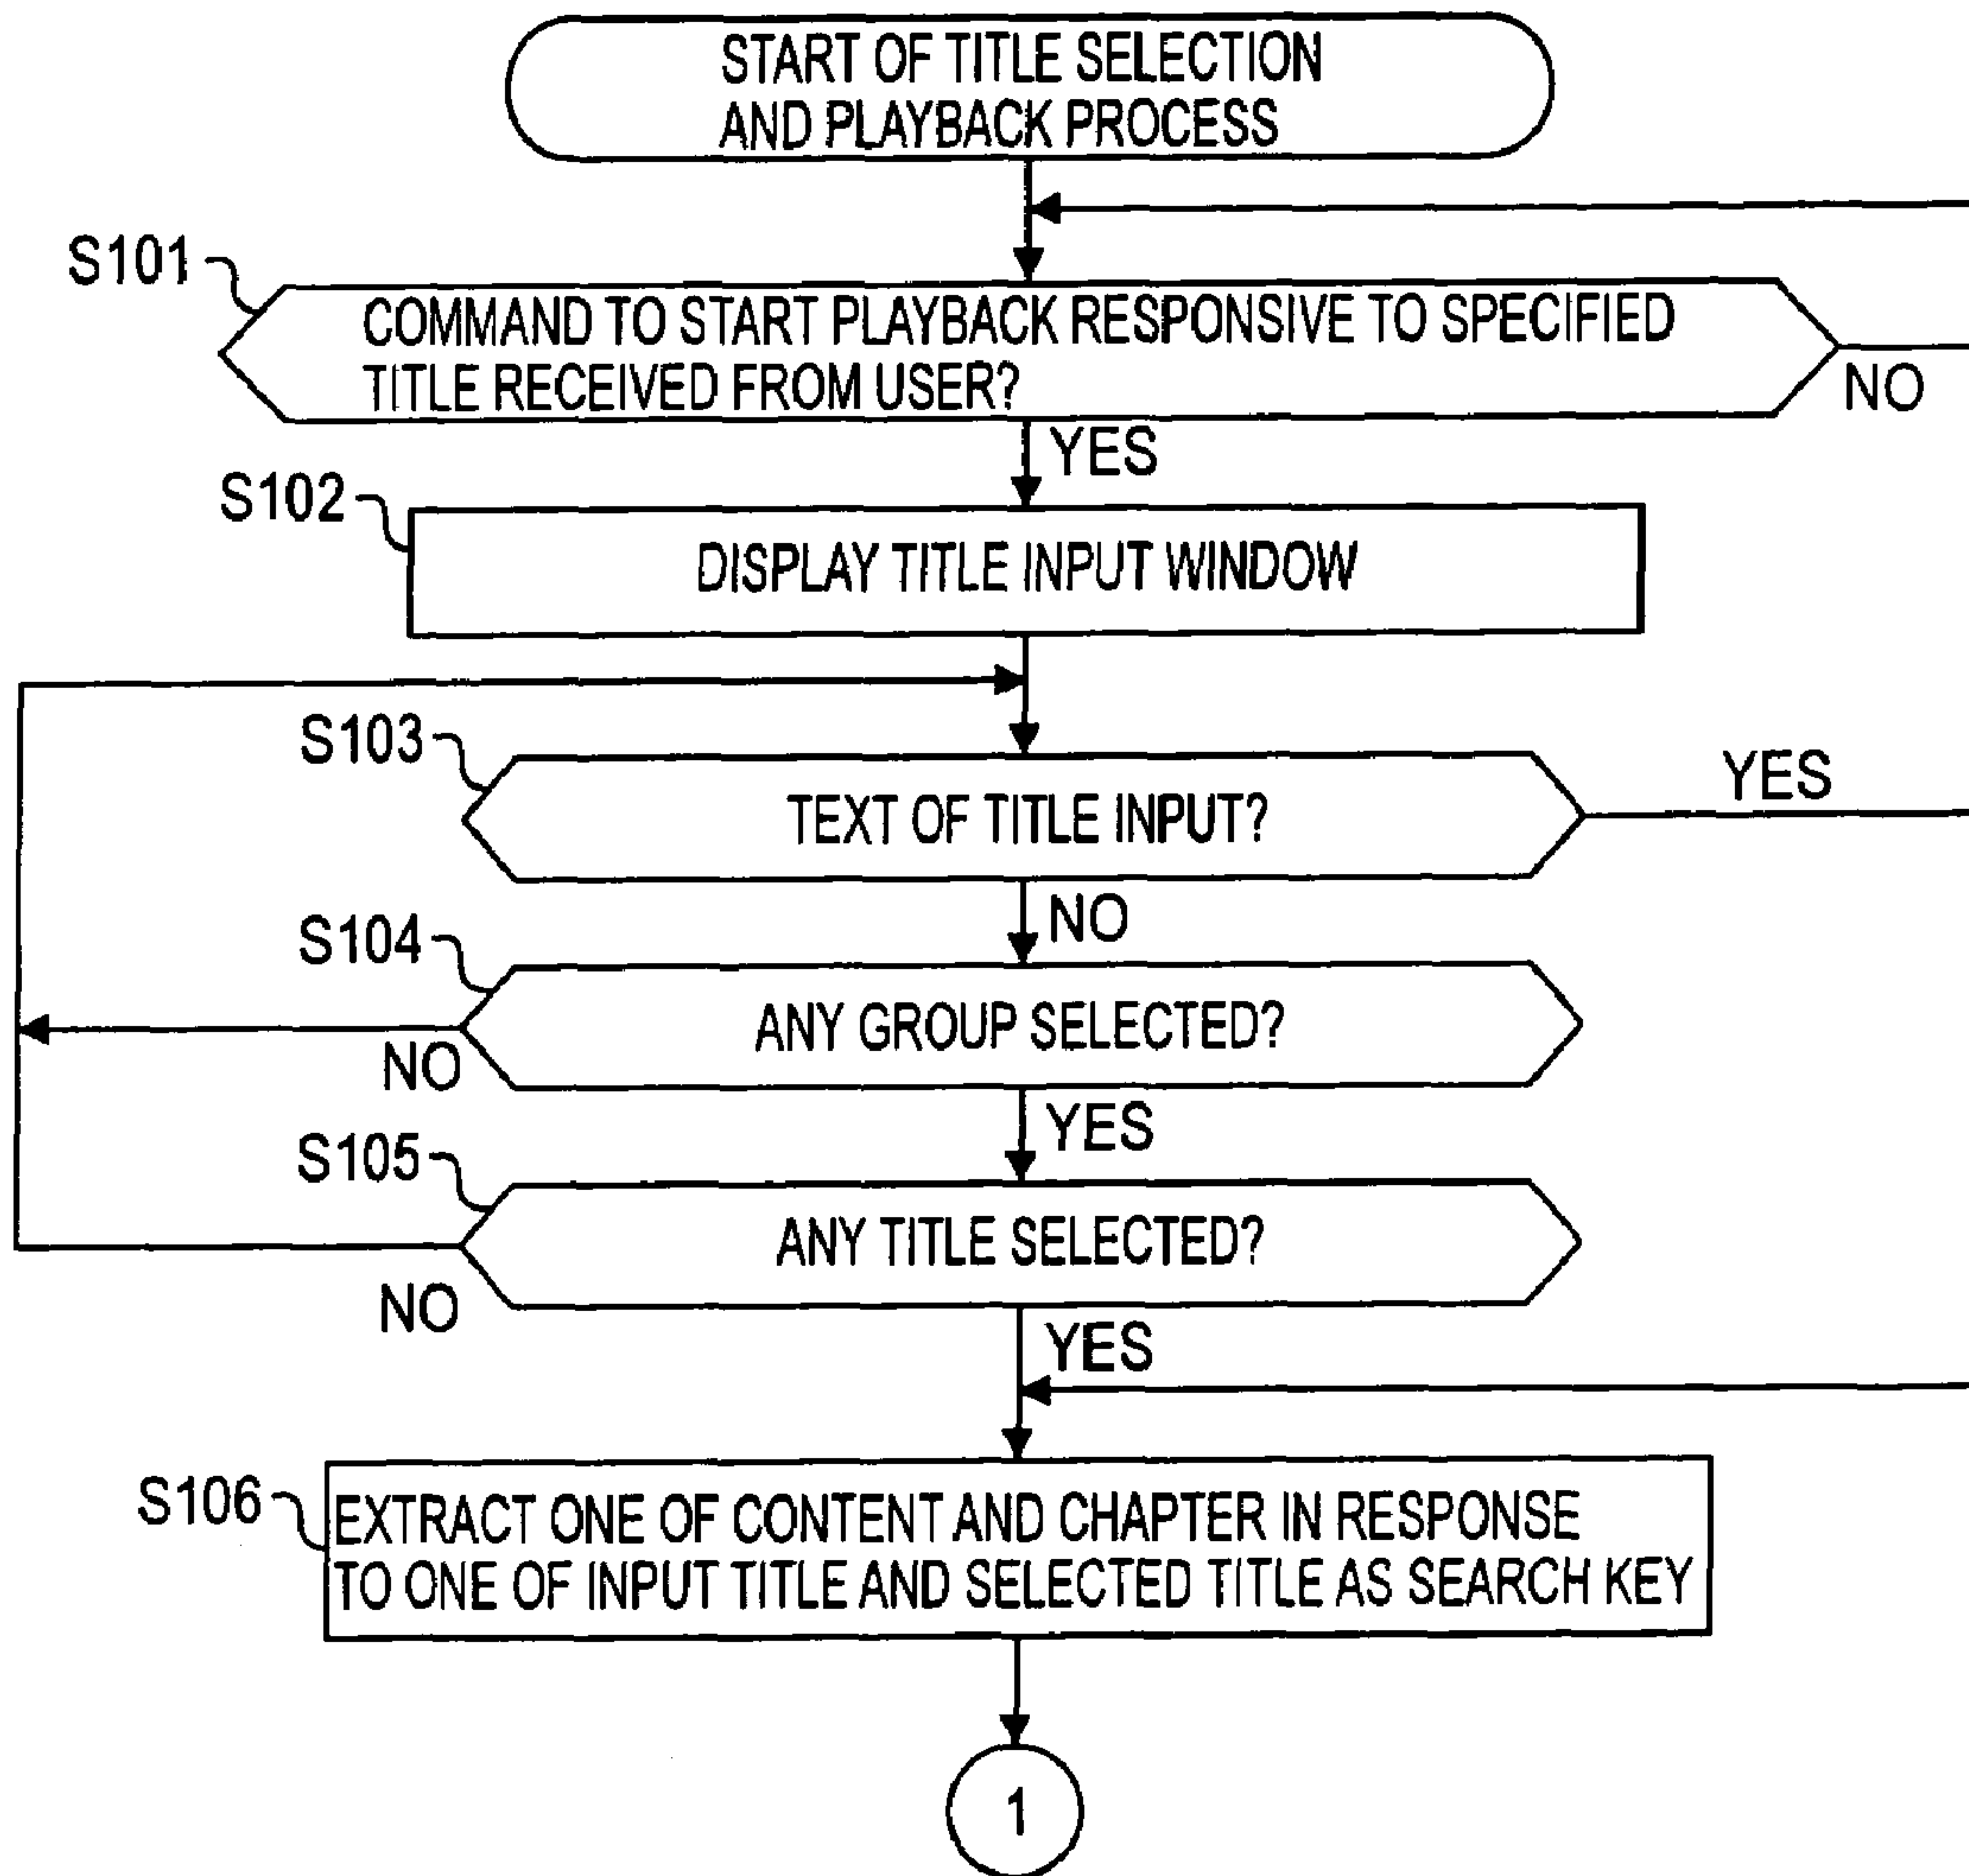 START OF TITLE SELECTION
AND PLAYBACK PROCESS
S101
COMMAND TO START PLAYBACK RESPONSIVE TO SPECIFIED
TITLE RECEIVED FROM USER?
NO
YES
S102
DISPLAY TITLE INPUT WINDOW
S103
TEXT OF TITLE INPUT?
YES
NO
S104
ANY GROUP SELECTED?
NO
YES
S105
ANY TITLE SELECTED?
NO
YES
S106
EXTRACT ONE OF CONTENT AND CHAPTER IN RESPONSE
TO ONE OF INPUT TITLE AND SELECTED TITLE AS SEARCH KEY
1